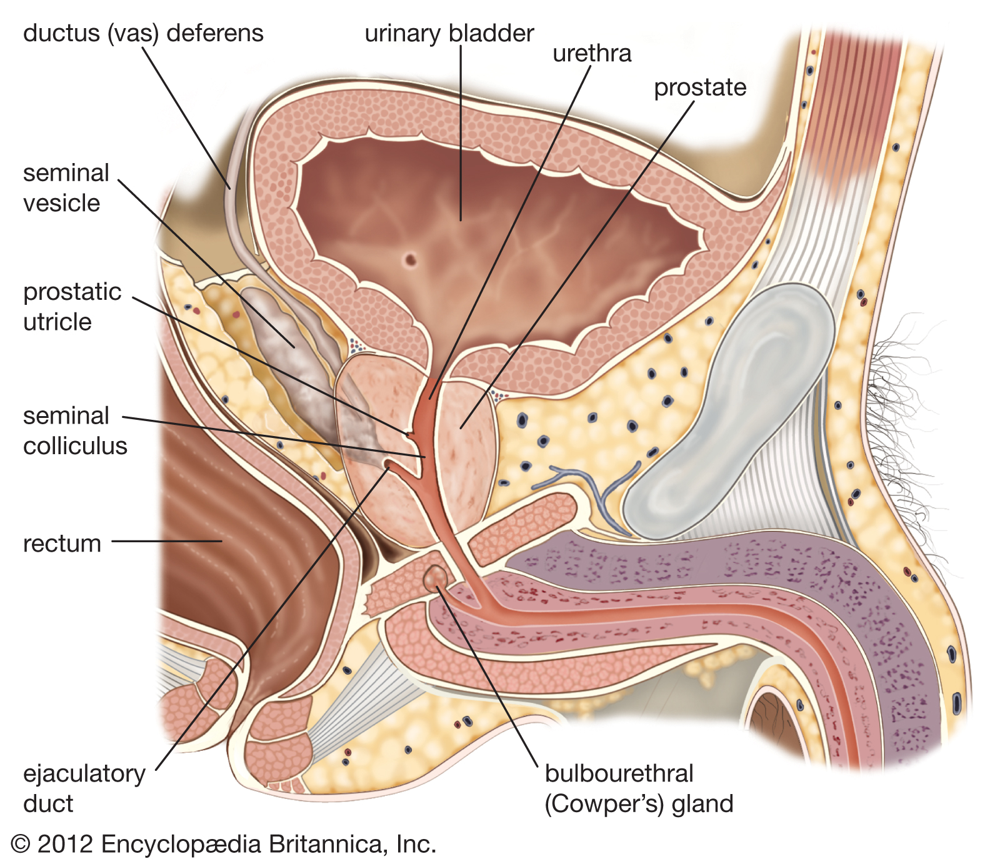 ductus (vas) deferens
urinary bladder
urethra
prostate
seminal
vesicle
prostatic
utricle
seminal
colliculus
rectum
ejaculatory
duct
bulbourethral
(Cowper’s) gland
© 2012 Encyclopædia Britannica, Inc.